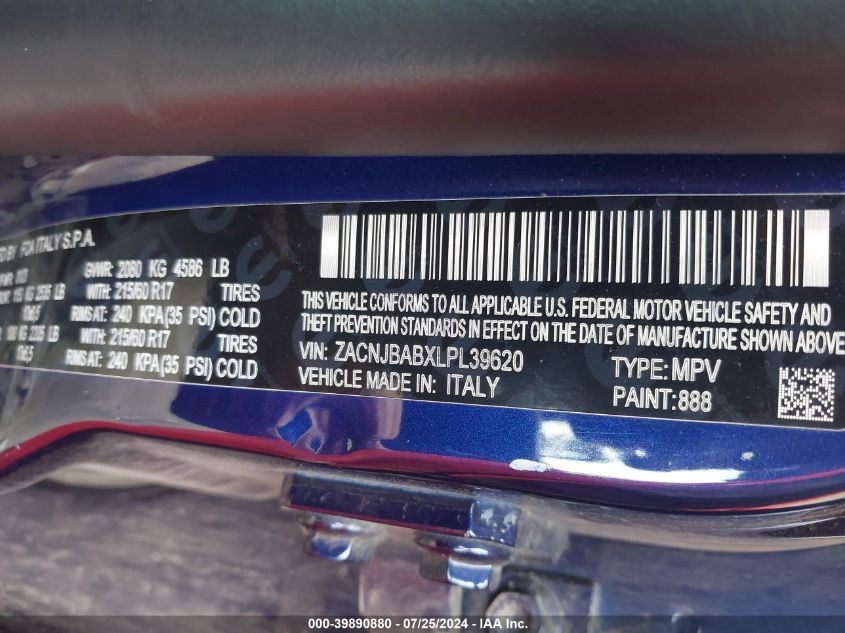 FCA ITALY S.P.A.
GVWR: 2080 KG 4586 LB
WITH: 215/60 R17 TIRES
RIMS AT: 240 KPA(35 PSI) COLD
WITH: 215/60 R17 TIRES
RIMS AT: 240 KPA(35 PSI) COLD
THIS VEHICLE CONFORMS TO ALL APPLICABLE U.S. FEDERAL MOTOR VEHICLE SAFETY AND
THEFT PREVENTION STANDARDS IN EFFECT ON THE DATE OF MANUFACTURE SHOWN ABOVE
VIN: ZACNJBABXLPL39620 TYPE: MPV
VEHICLE MADE IN: ITALY PAINT:888
000-39890880 / 07/25/2024 - IAA Inc.